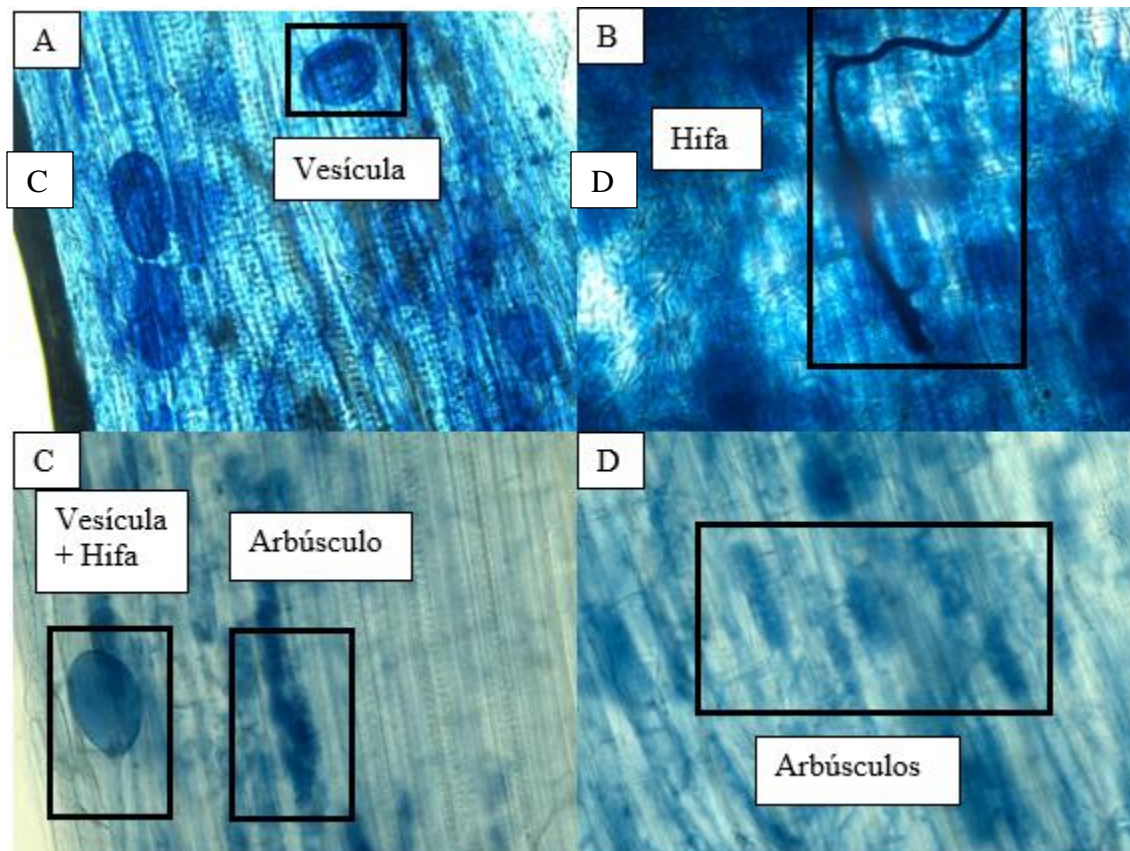 A
Vesícula
B
Hifa
C
D
C
Vesícula
+ Hifa
Arbúsculo
D
Arbúsculos